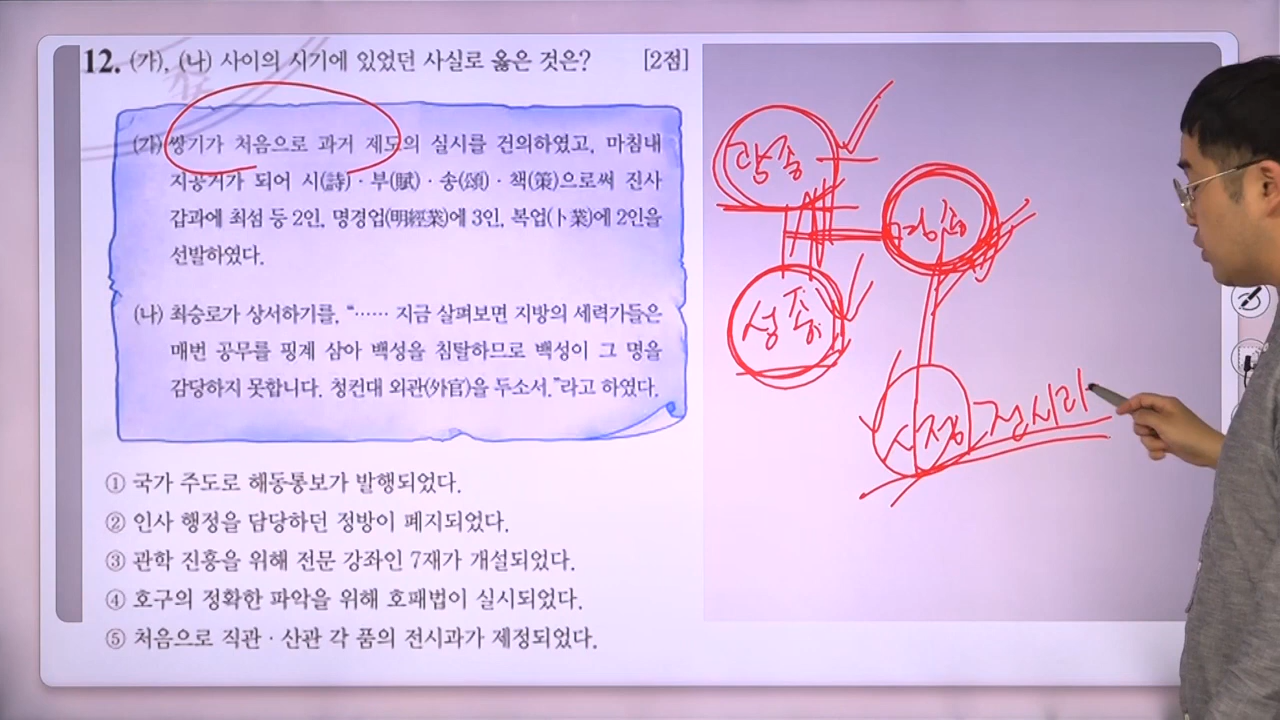 12. (가), (나) 사이의 시기에 있었던 사실로 옳은 것은? [2점]
(가) 쌍기가 처음으로 과거 제도의 실시를 건의하였고, 마침내
지공거가 되어 시(詩)·부(賦)·송(頌)·책(策)으로써 진사
갑과에 최섬 등 2인, 명경업(明經業)에 3인, 복업(卜業)에 2인을
선발하였다.
(나) 최승로가 상서하기를, “…… 지금 살펴보면 지방의 세력가들은
매번 공무를 핑계 삼아 백성을 침탈하므로 백성이 그 명을
감당하지 못합니다. 청컨대 외관(外官)을 두소서.”라고 하였다.
① 국가 주도로 해동통보가 발행되었다.
② 인사 행정을 담당하던 정방이 폐지되었다.
③ 관학 진흥을 위해 전문 강좌인 7재가 개설되었다.
④ 호구의 정확한 파악을 위해 호패법이 실시되었다.
⑤ 처음으로 직관·산관 각 품의 전시과가 제정되었다.
광종
경종
성종
시정 전시과